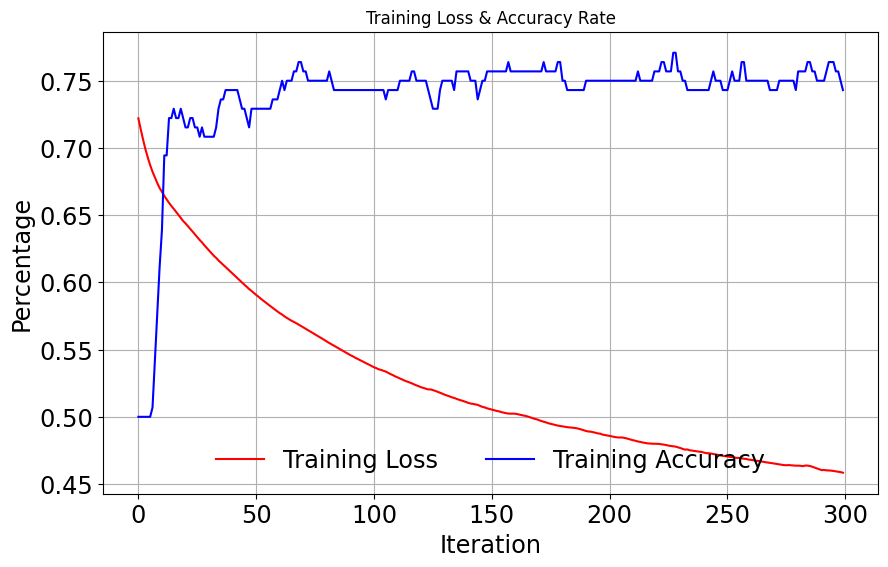 Training Loss & Accuracy Rate
Percentage
0.75
0.70
0.65
0.60
0.55
0.50
0.45
Training Loss
Training Accuracy
0 50 100 150 200 250 300
Iteration